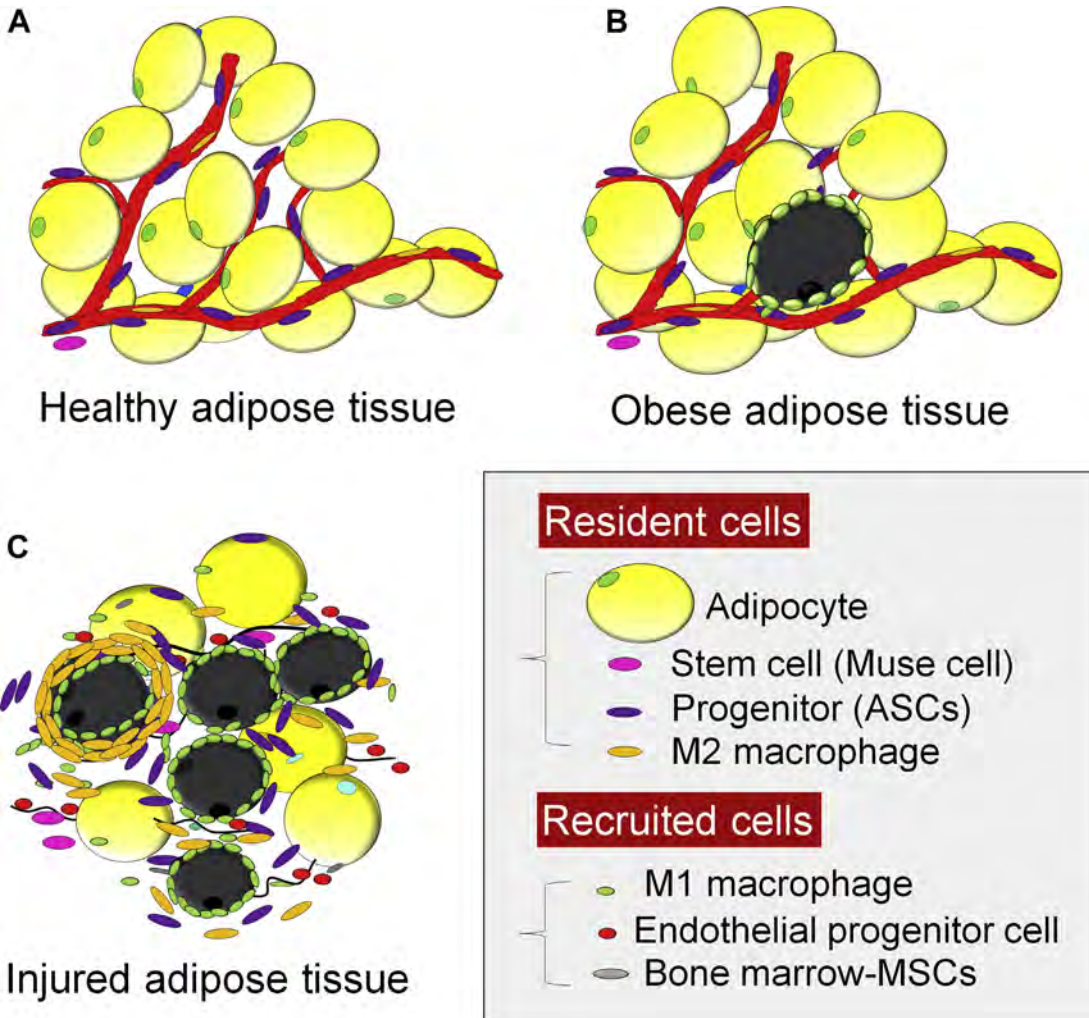 A
B
Healthy adipose tissue
Obese adipose tissue
C
Injured adipose tissue
Resident cells
Adipocyte
Stem cell (Muse cell)
Progenitor (ASCs)
M2 macrophage
Recruited cells
M1 macrophage
Endothelial progenitor cell
Bone marrow-MSCs